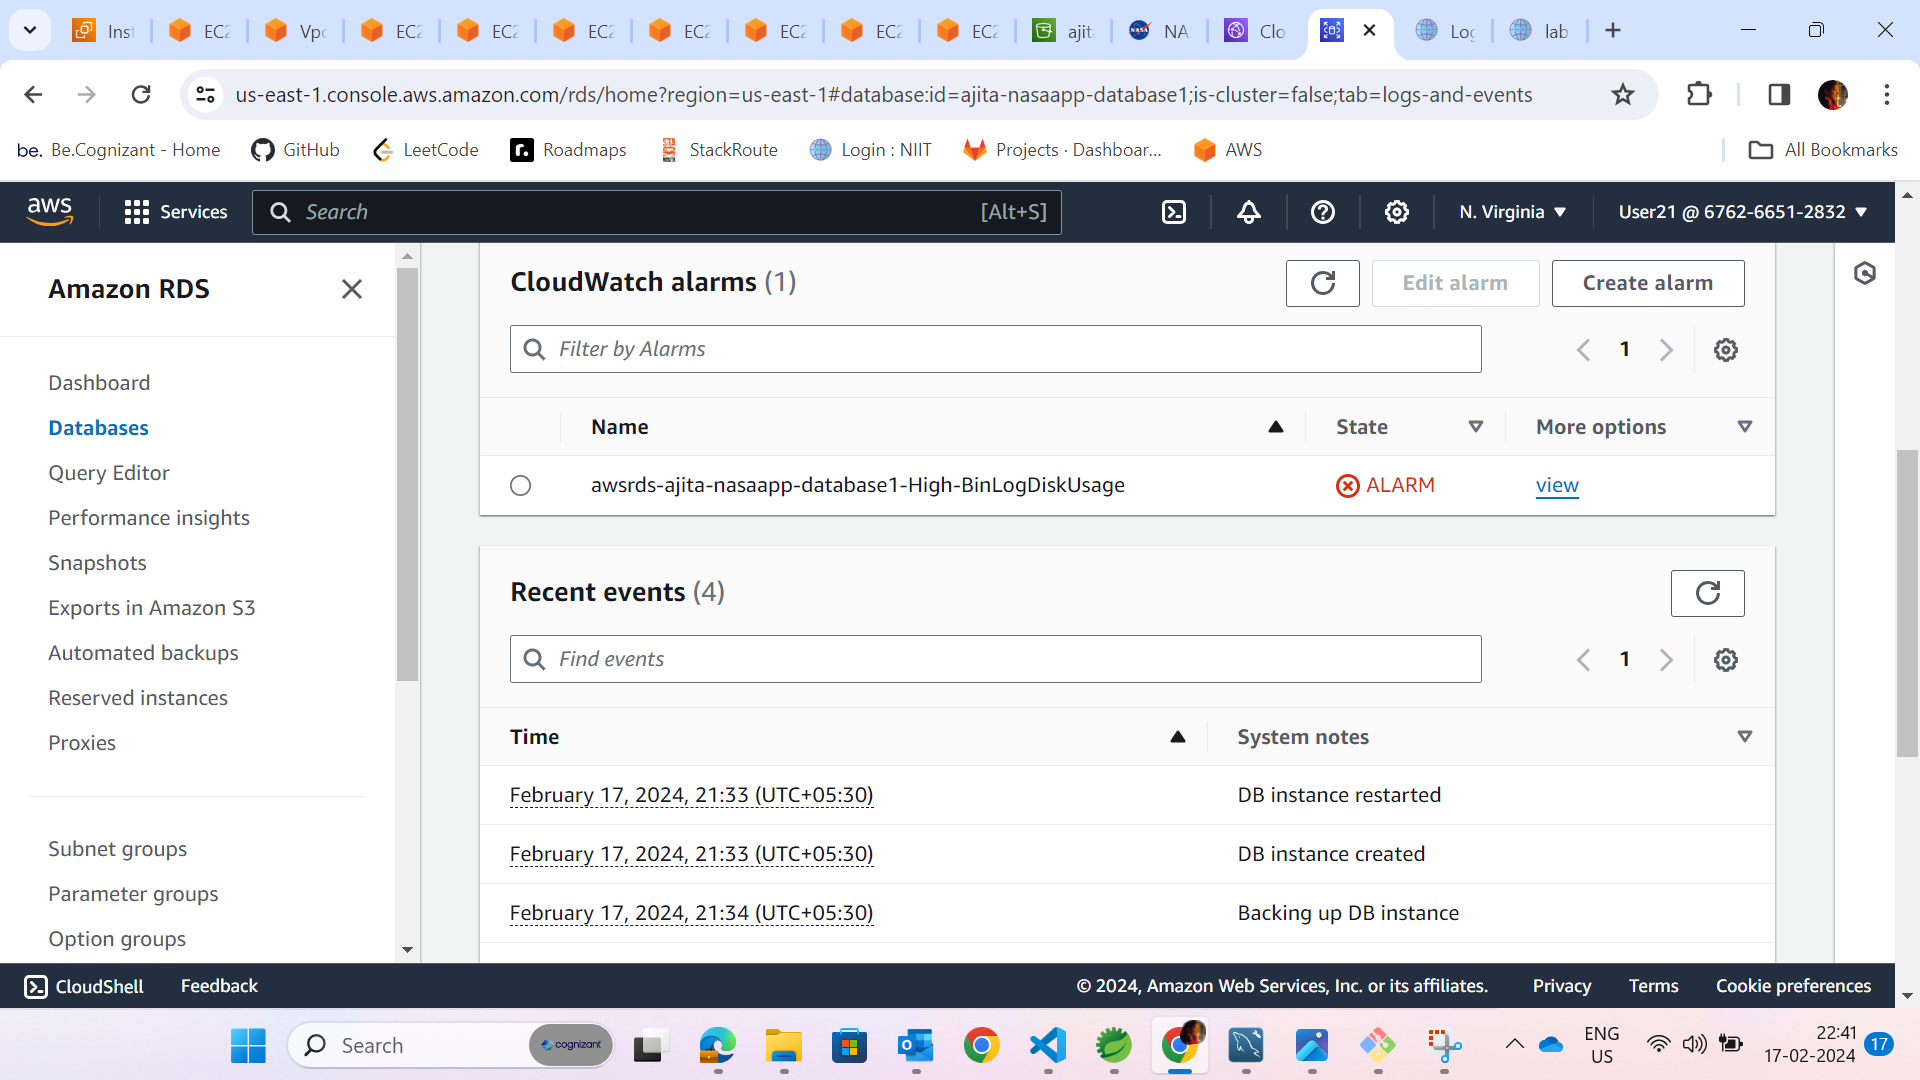 Inst
EC2
Vpc
EC2
EC2
EC2
EC2
EC2
EC2
EC2
ajita
NA
Clo
Log
lab
us-east-1.console.aws.amazon.com/rds/home?region=us-east-1#database:id=ajita-nasaapp-database1;is-cluster=false;tab=logs-and-events
be. Be.Cognizant - Home
GitHub
LeetCode
Roadmaps
StackRoute
Login : NIIT
Projects · Dashboar...
AWS
All Bookmarks
aws
Services
Search [Alt+S]
N. Virginia
User21 @ 6762-6651-2832
Amazon RDS
Dashboard
Databases
Query Editor
Performance insights
Snapshots
Exports in Amazon S3
Automated backups
Reserved instances
Proxies
Subnet groups
Parameter groups
Option groups
CloudWatch alarms (1)
Edit alarm
Create alarm
Filter by Alarms
1
Name State More options
awsrds-ajita-nasaapp-database1-High-BinLogDiskUsage ALARM view
Recent events (4)
Find events
1
Time System notes
February 17, 2024, 21:33 (UTC+05:30) DB instance restarted
February 17, 2024, 21:33 (UTC+05:30) DB instance created
February 17, 2024, 21:34 (UTC+05:30) Backing up DB instance
CloudShell
Feedback
© 2024, Amazon Web Services, Inc. or its affiliates.
Privacy
Terms
Cookie preferences
Search
cognizant
ENG
US
22:41
17-02-2024
17